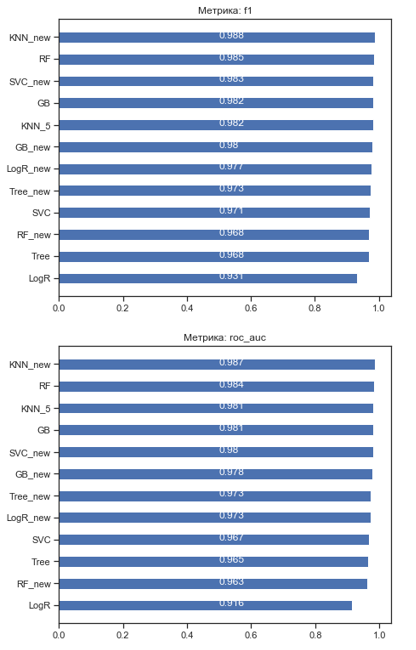 Метрика: f1
KNN_new 0.988
RF 0.985
SVC_new 0.983
GB 0.982
KNN_5 0.982
GB_new 0.98
LogR_new 0.977
Tree_new 0.973
SVC 0.971
RF_new 0.968
Tree 0.968
LogR 0.931
0.0 0.2 0.4 0.6 0.8 1.0
Метрика: roc_auc
KNN_new 0.987
RF 0.984
KNN_5 0.981
GB 0.981
SVC_new 0.98
GB_new 0.978
Tree_new 0.973
LogR_new 0.973
SVC 0.967
Tree 0.965
RF_new 0.963
LogR 0.916
0.0 0.2 0.4 0.6 0.8 1.0